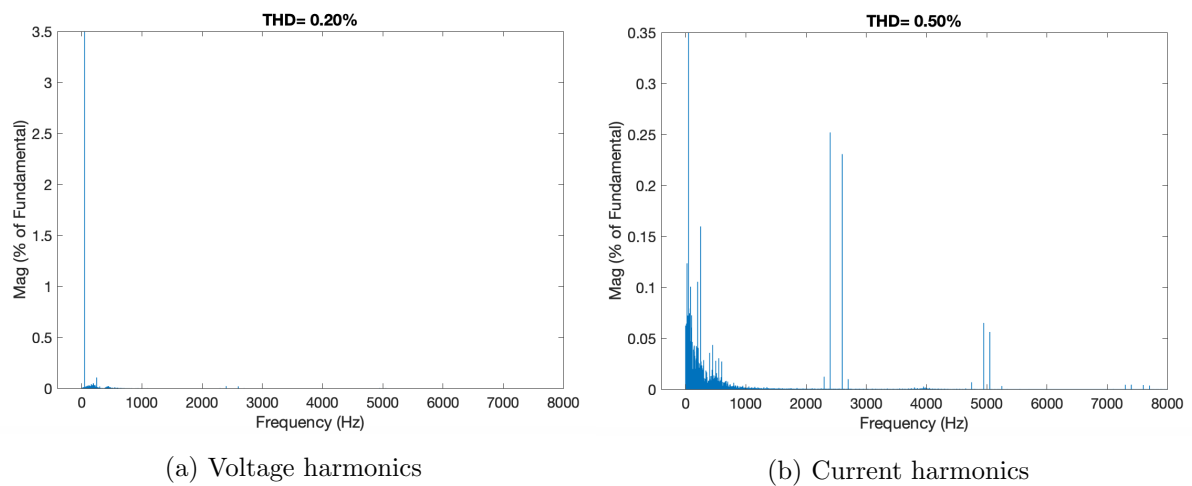 THD= 0.20%
3.5
3
2.5
2
1.5
1
0.5
0
Mag (% of Fundamental)
0 1000 2000 3000 4000 5000 6000 7000 8000
Frequency (Hz)
(a) Voltage harmonics
THD= 0.50%
0.35
0.3
0.25
0.2
0.15
0.1
0.05
0
Mag (% of Fundamental)
0 1000 2000 3000 4000 5000 6000 7000 8000
Frequency (Hz)
(b) Current harmonics